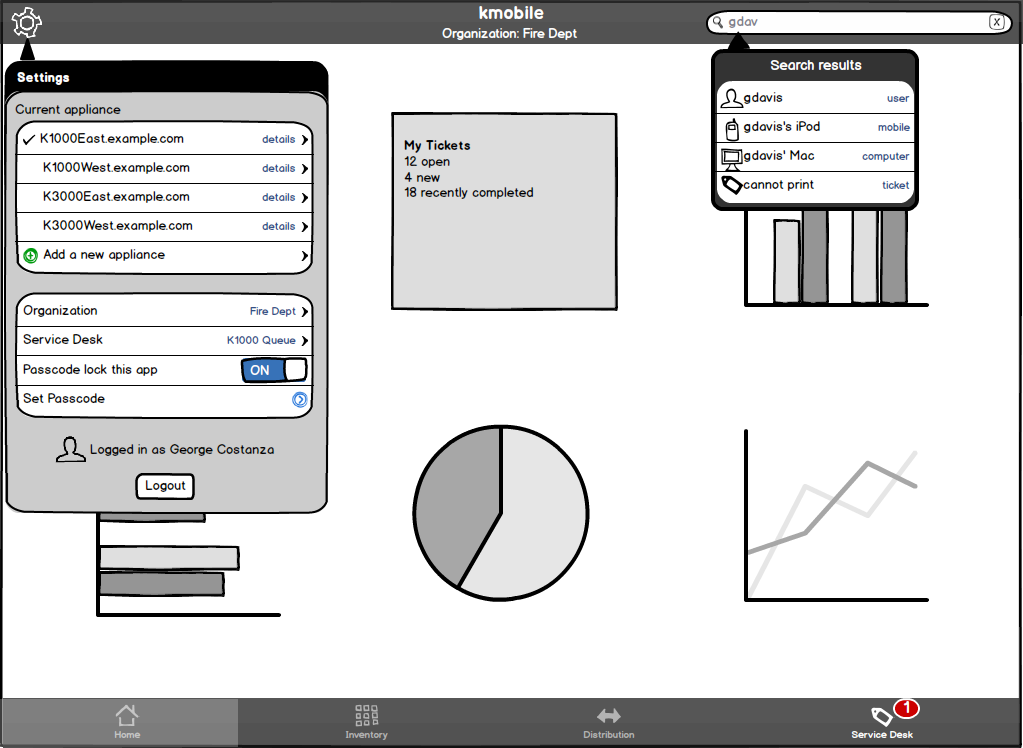 kmobile
Organization: Fire Dept
gdav
X
Settings
Current appliance
K1000East.example.com details
K1000West.example.com details
K3000East.example.com details
K3000West.example.com details
Add a new appliance
Organization Fire Dept
Service Desk K1000 Queue
Passcode lock this app ON
Set Passcode
Logged in as George Costanza
Logout
My Tickets
12 open
4 new
18 recently completed
Search results
gdavis user
gdavis's iPod mobile
gdavis' Mac computer
cannot print ticket
Home
Inventory
Distribution
1
Service Desk